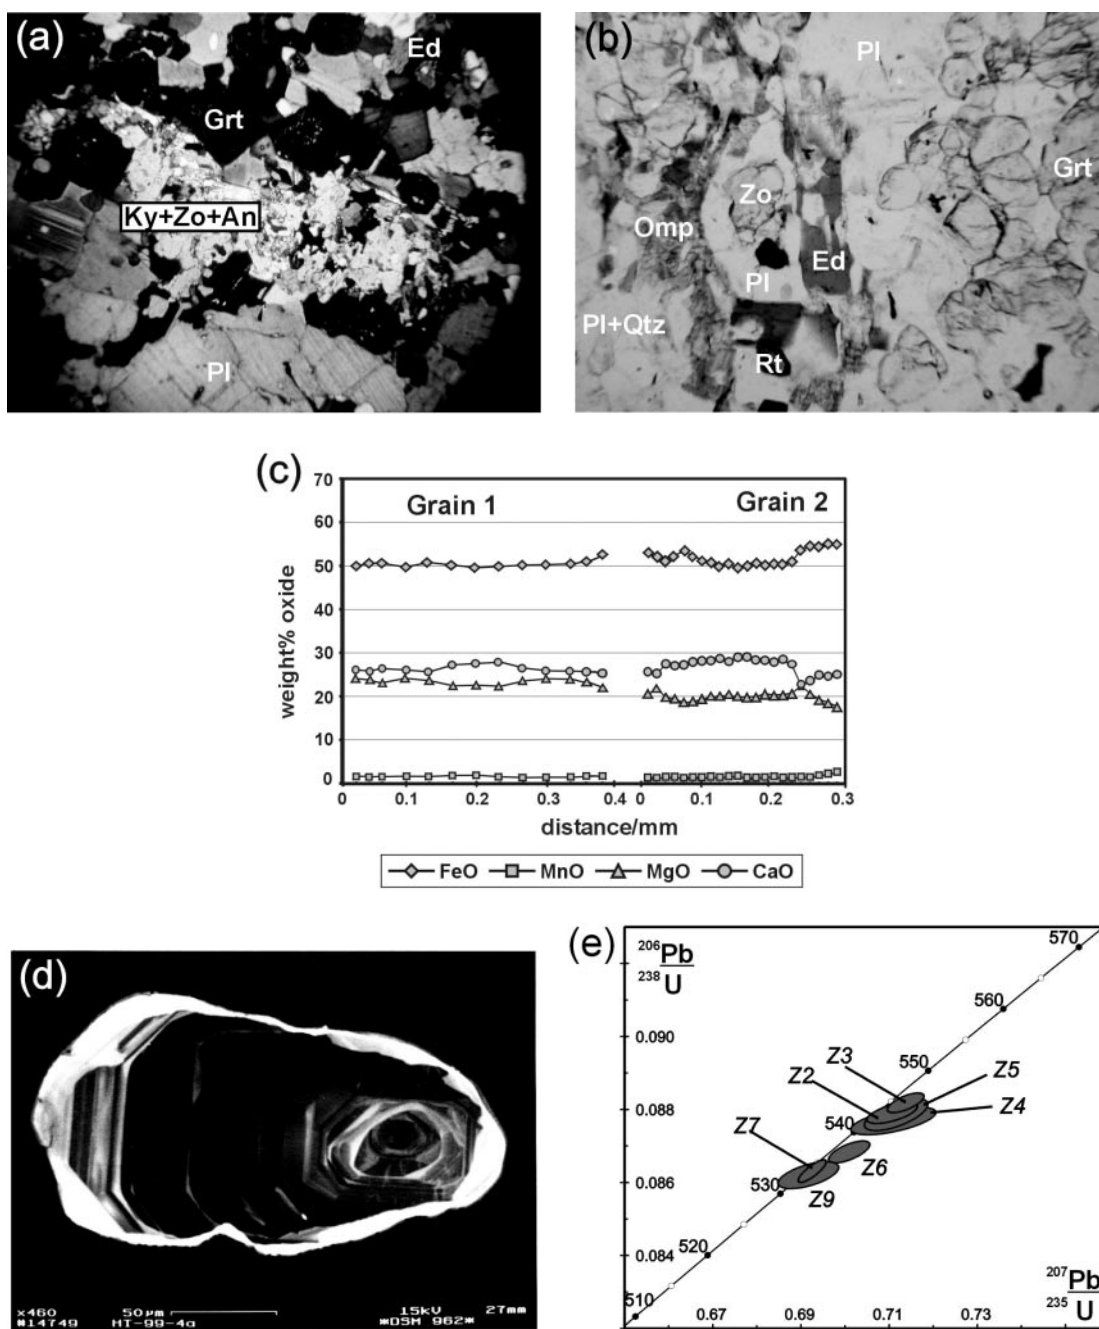 (a)
Ed
Grt
Ky+Zo+An
Pl
(b)
Pl
Zo
Grt
Omp
Ed
Pl
Pl+Qtz
Rt
(c)
Grain 1
Grain 2
weight% oxide
70
60
50
40
30
20
10
0
0 0.1 0.2 0.3 0.4
0 0.1 0.2 0.3
distance/mm
FeO MnO MgO CaO
(d)
x460 50µm 15kV 27mm
#14749 MT-99-4a *DSM 962*
(e)
206Pb
238U
570
560
0.090
550
Z3
Z5
Z2
0.088
Z4
540
Z7
Z6
0.086
530
Z9
520
0.084
510
207Pb
235U
0.67 0.69 0.71 0.73